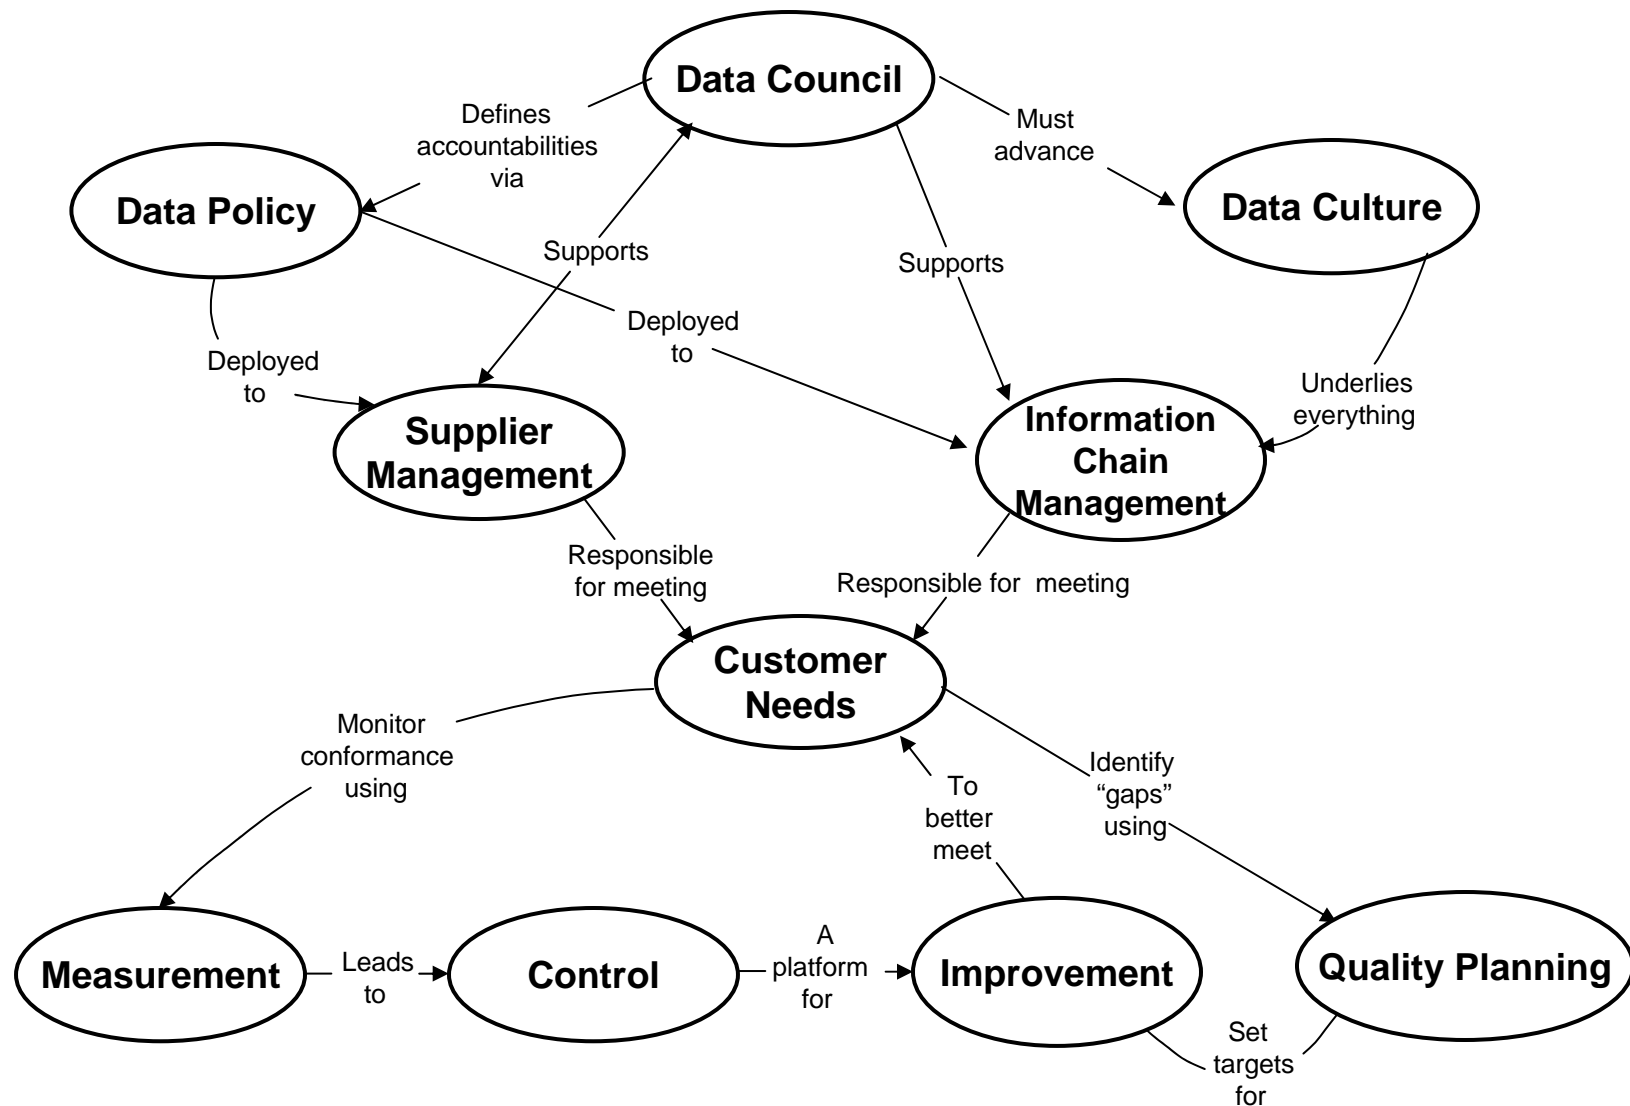 Data Council
Defines
accountabilities
via
Must
advance
Data Policy
Data Culture
Supports
Supports
Deployed
to
Deployed
to
Underlies
everything
Supplier
Management
Information
Chain
Management
Responsible
for meeting
Responsible for  meeting
Customer
Needs
Monitor
conformance
using
To
better
meet
Identify
“gaps”
using
Measurement
Leads
to
Control
A
platform
for
Improvement
Quality Planning
Set
targets
for